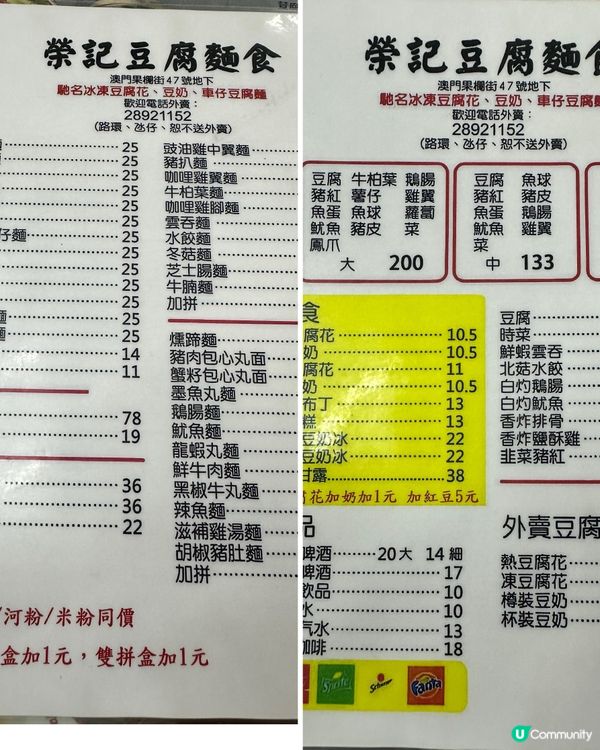 榮記豆腐麵食
澳門果欄街47號地下
馳名冰凍豆腐花、豆奶、車仔豆腐麵
歡迎電話外賣：
28921152
(路環、氹仔、恕不送外賣)
25
25
25
25
25
25
仔麵 25
25
25
25
25
麵 25
麵 25
14
11
78
19
36
36
22
豉油雞中翼麵
豬扒麵
咖喱雞翼麵
牛柏葉麵
咖喱雞腳麵
雲吞麵
水餃麵
冬菇麵
芝士腸麵
牛腩麵
加拼
燻蹄麵
豬肉包心丸面
蟹籽包心丸面
墨魚丸麵
鵝腸麵
魷魚麵
龍蝦丸麵
鮮牛肉麵
黑椒牛丸麵
辣魚麵
滋補雞湯麵
胡椒豬肚麵
加拼
/河粉/米粉同價
盒加1元，雙拼盒加1元
榮記豆腐麵食
澳門果欄街47號地下
馳名冰凍豆腐花、豆奶、車仔豆腐麵
歡迎電話外賣：
28921152
(路環、氹仔、恕不送外賣)
豆腐 牛柏葉 鵝腸
豬紅 薯仔 雞翼
魚蛋 魚球 蘿蔔
魷魚 豬皮 菜
鳳爪
大 200
豆腐 魚球
豬紅 豬皮
魚蛋 鵝腸
魷魚 雞翼
菜
中 133
食
腐花 10.5
奶 10.5
腐花 11
奶 10.5
布丁 13
糕 13
豆奶冰 22
豆奶冰 22
甘露 38
腐花加奶加1元 加紅豆5元
品
啤酒 20大 14細
啤酒 17
飲品 10
水 10
汽水 13
咖啡 18
Sprite
Schweppes
Fanta
豆腐
時菜
鮮蝦雲吞
北菇水餃
白灼鵝腸
白灼魷魚
香炸排骨
香炸鹽酥雞
韭菜豬紅
外賣豆腐
熱豆腐花
凍豆腐花
樽裝豆奶
杯裝豆奶
U Community